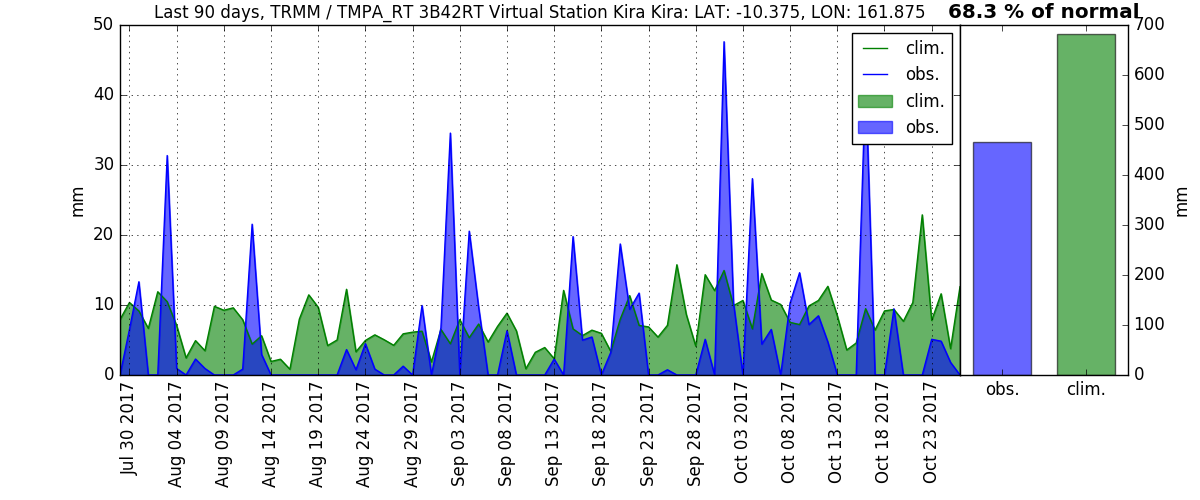 Last 90 days, TRMM / TMPA_RT 3B42RT Virtual Station Kira Kira: LAT: -10.375, LON: 161.875
68.3 % of normal
50
40
30
20
10
0
mm
clim.
obs.
clim.
obs.
700
600
500
400
300
200
100
0
mm
obs.
clim.
Jul 30 2017
Aug 04 2017
Aug 09 2017
Aug 14 2017
Aug 19 2017
Aug 24 2017
Aug 29 2017
Sep 03 2017
Sep 08 2017
Sep 13 2017
Sep 18 2017
Sep 23 2017
Sep 28 2017
Oct 03 2017
Oct 08 2017
Oct 13 2017
Oct 18 2017
Oct 23 2017